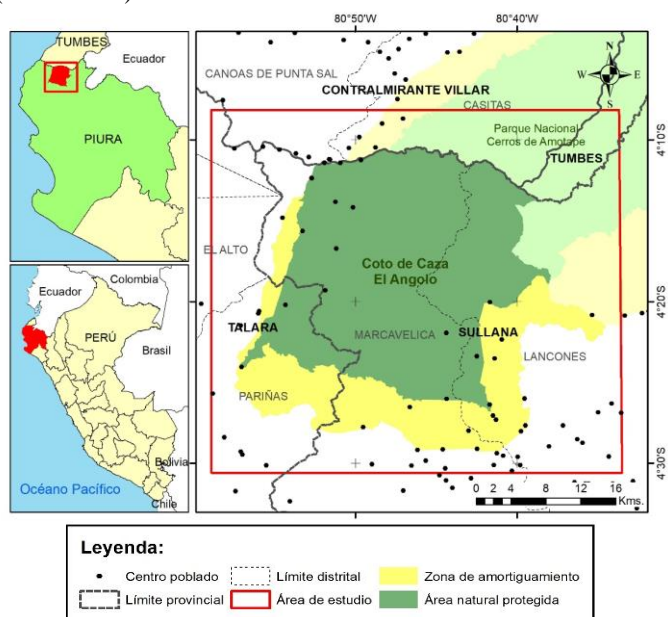 TUMBES
Ecuador
PIURA
Colombia
Ecuador
PERÚ
Brasil
Bolivia
Océano Pacífico
Chile
80°50'W
80°40'W
CANOAS DE PUNTA SAL
CONTRALMIRANTE VILLAR
CASITAS
N
W
E
S
Parque Nacional
Cerros de Amotape
TUMBES
4°10'S
EL ALTO
Coto de Caza
El Angolo
4°20'S
TALARA
MARCAVELICA
SULLANA
LANCONES
PARIÑAS
4°30'S
0 2 4 8 12 16
Kms.
Leyenda:
Centro poblado
Límite distrital
Zona de amortiguamiento
Límite provincial
Área de estudio
Área natural protegida